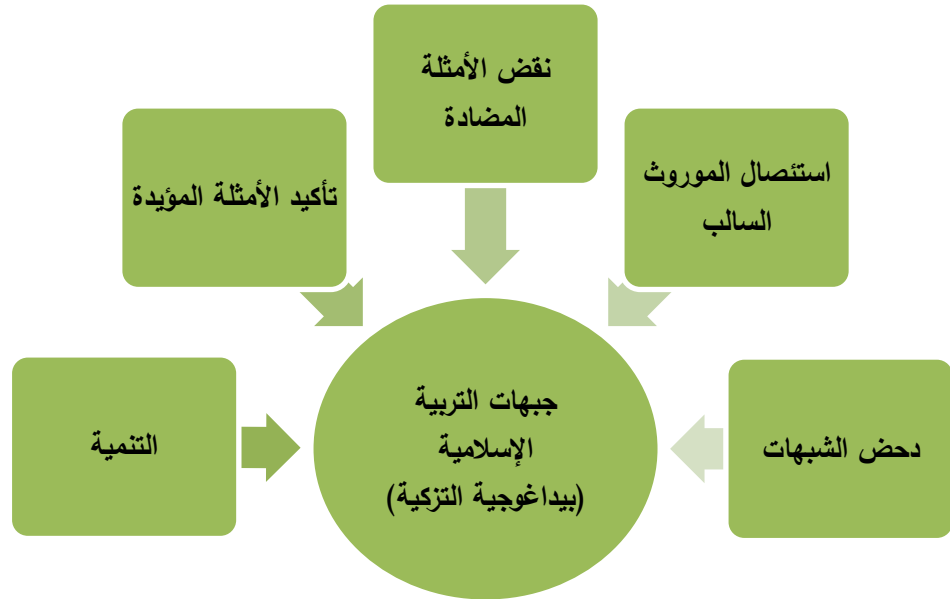 نقض الأمثلة
المضادة
استئصال الموروث
السالب
تأكيد الأمثلة المؤيدة
دحض الشبهات
جبهات التربية
الإسلامية
(بيداغوجية التزكية)
التنمية